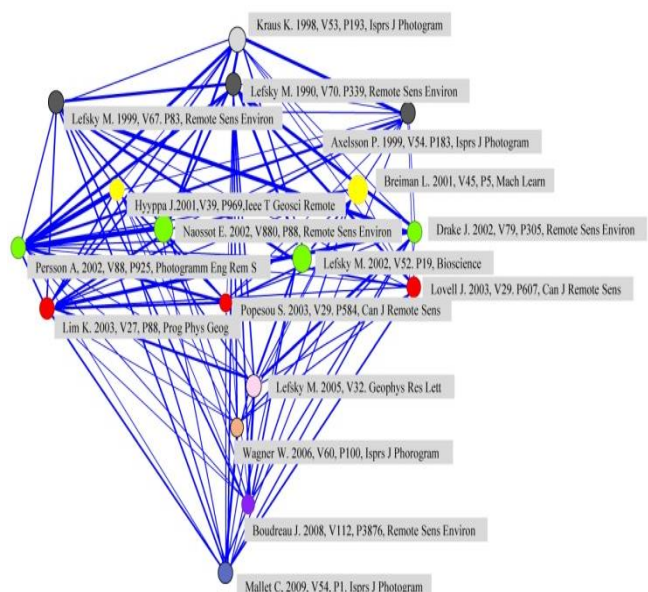 Kraus K. 1998, V53, P193, Isprs J Photogram
Lefsky M. 1990, V70. P339, Remote Sens Environ
Lefsky M. 1999, V67. P83, Remote Sens Environ
Axelsson P. 1999, V54. P183, Isprs J Photogram
Breiman L. 2001, V45, P5, Mach Learn
Hyyppa J.2001,V39, P969,Ieee T Geosci Remote
Naossot E. 2002, V880, P88, Remote Sens Environ
Drake J. 2002, V79, P305, Remote Sens Environ
Persson A, 2002, V88, P925, Photogramm Eng Rem S
Lefsky M. 2002, V52. P19, Bioscience
Lovell J. 2003, V29. P607, Can J Remote Sens
Popesou S. 2003, V29. P584, Can J Remote Sens
Lim K. 2003, V27, P88, Prog Phys Geog
Lefsky M. 2005, V32. Geophys Res Lett
Wagner W. 2006, V60, P100, Isprs J Phorogram
Boudreau J. 2008, V112, P3876, Remote Sens Environ
Mallet C, 2009, V54, P1, Isprs J Photogram